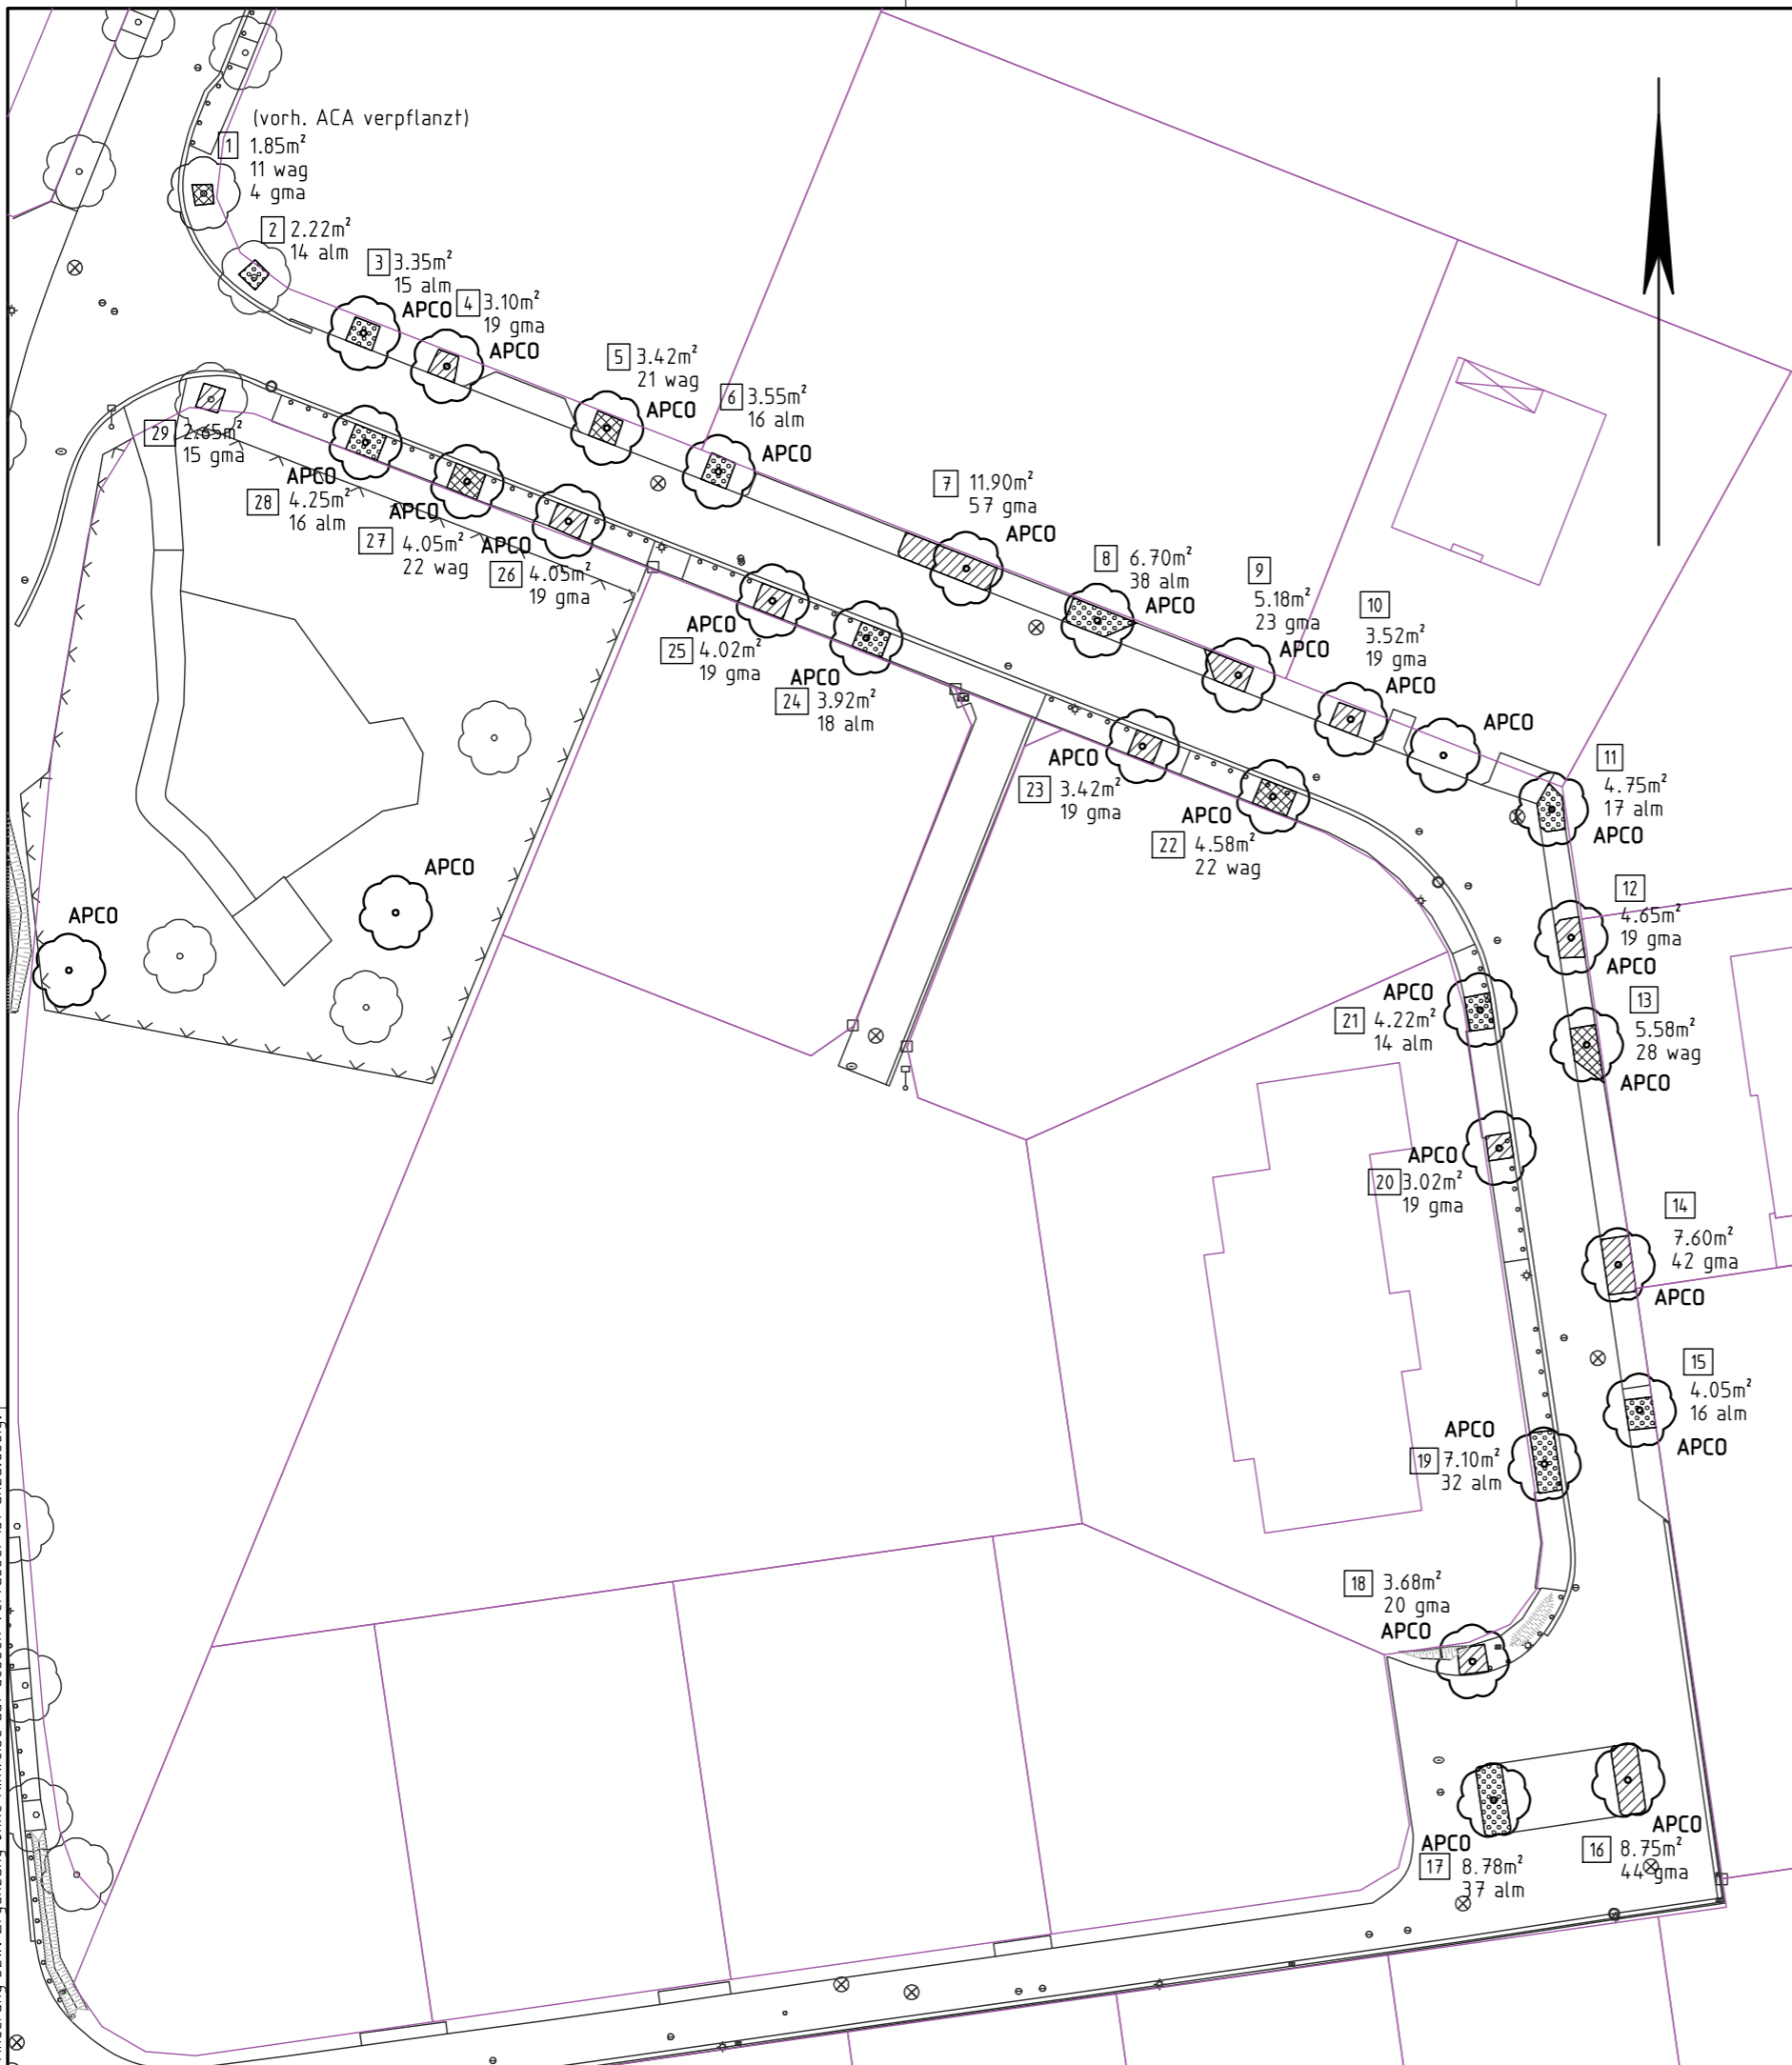 (vorh. ACA verpflanzt)
1 1.85m²
11 wag
4 gma
2 2.22m²
14 alm
3 3.35m²
15 alm
APCO
4 3.10m²
19 gma
APCO
5 3.42m²
21 wag
APCO
6 3.55m²
16 alm
APCO
7 11.90m²
57 gma
APCO
8 6.70m²
38 alm
APCO
9
5.18m²
23 gma
APCO
10
3.52m²
19 gma
APCO
APCO
11
4.75m²
17 alm
APCO
12
4.65m²
19 gma
APCO
13
5.58m²
28 wag
APCO
14
7.60m²
42 gma
APCO
15
4.05m²
16 alm
APCO
APCO
16 8.75m²
44 gma
APCO
17 8.78m²
37 alm
18 3.68m²
20 gma
APCO
APCO
19 7.10m²
32 alm
APCO
20 3.02m²
19 gma
APCO
21 4.22m²
14 alm
APCO
22 4.58m²
22 wag
APCO
23 3.42m²
19 gma
APCO
24 3.92m²
18 alm
APCO
25 4.02m²
19 gma
APCO
26 4.05m²
19 gma
APCO
27 4.05m²
22 wag
APCO
28 4.25m²
16 alm
29 2.65m²
15 gma
APCO
APCO